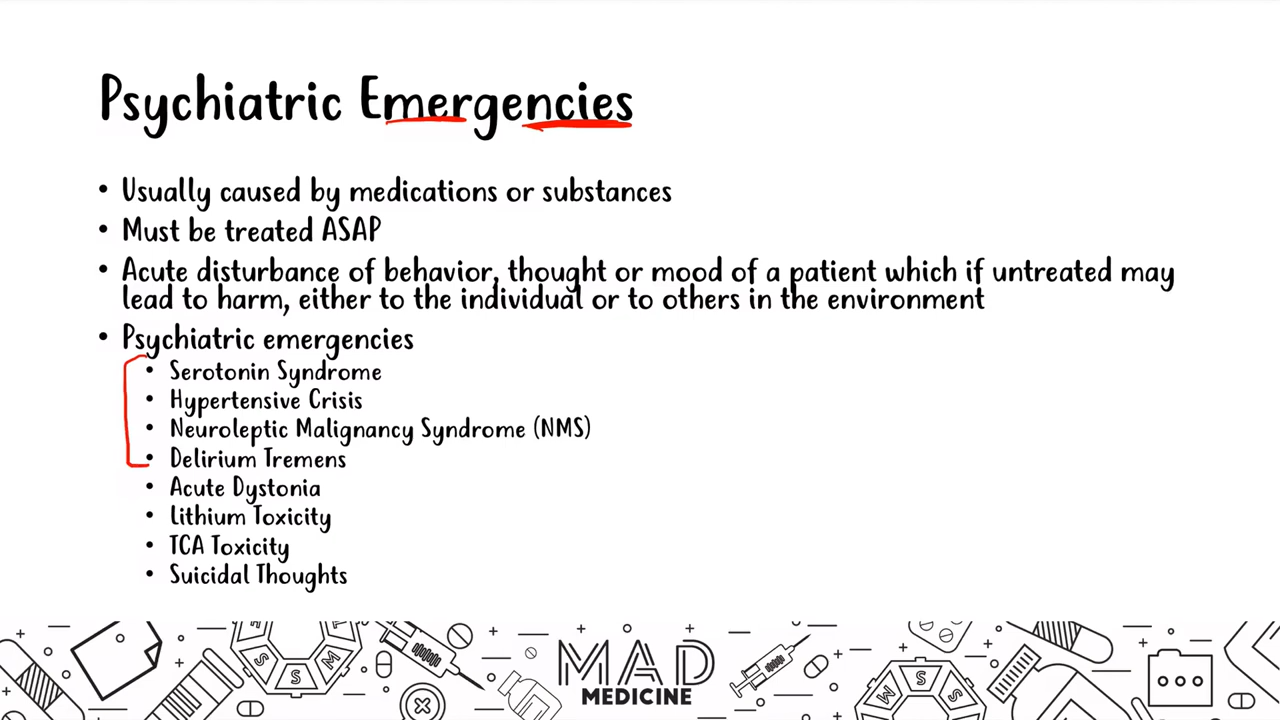 Psychiatric Emergencies
• Usually caused by medications or substances
• Must be treated ASAP
• Acute disturbance of behavior, thought or mood of a patient which if untreated may
lead to harm, either to the individual or to others in the environment
• Psychiatric emergencies
• Serotonin Syndrome
• Hypertensive Crisis
• Neuroleptic Malignancy Syndrome (NMS)
• Delirium Tremens
• Acute Dystonia
• Lithium Toxicity
• TCA Toxicity
• Suicidal Thoughts
S S M
M S S
MAD
MEDICINE